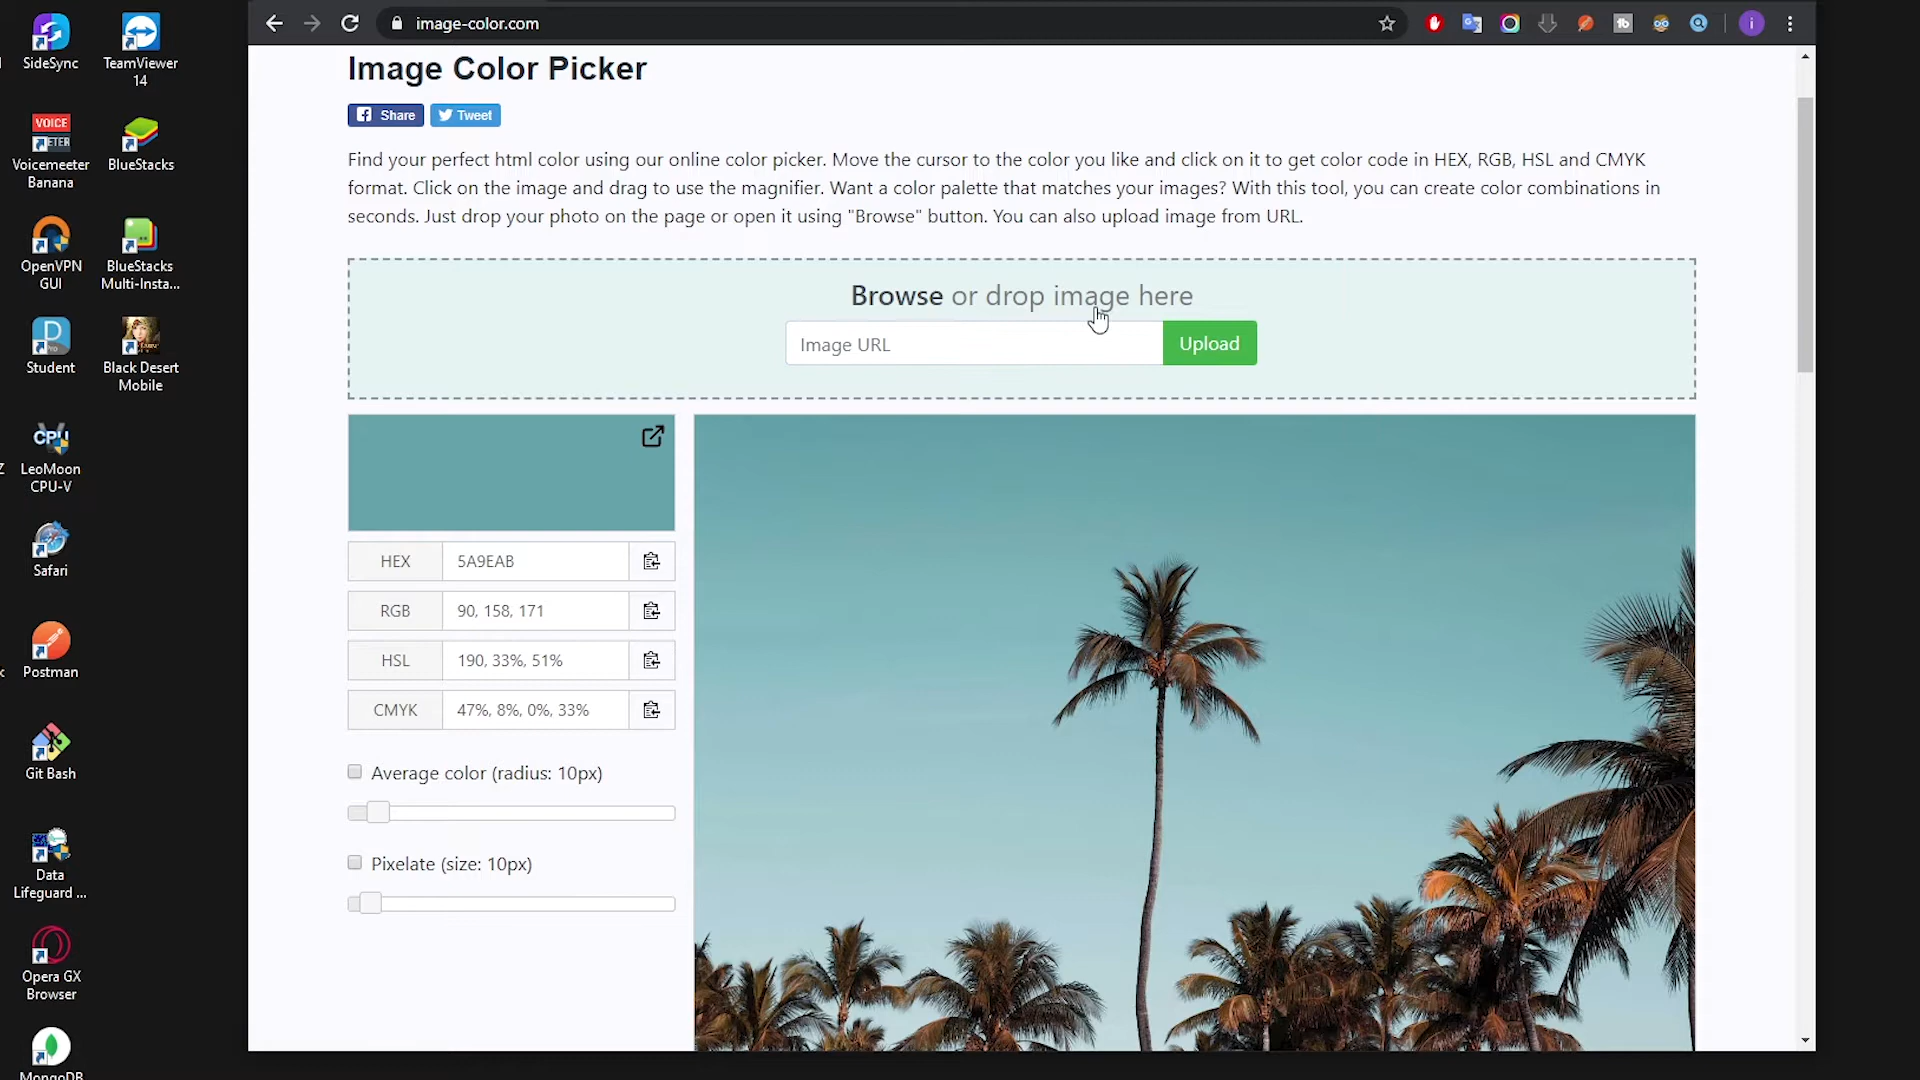 SideSync
TeamViewer
14
VOICE
METER
Voicemeeter
Banana
BlueStacks
OpenVPN
GUI
BlueStacks
Multi-Insta...
D
Pro
Student
Black Desert
Mobile
CPU
LeoMoon
CPU-V
Safari
Postman
Git Bash
Data
Lifeguard ...
Opera GX
Browser
MongoDB
image-color.com
tb
i
Image Color Picker
Share
Tweet
Find your perfect html color using our online color picker. Move the cursor to the color you like and click on it to get color code in HEX, RGB, HSL and CMYK
format. Click on the image and drag to use the magnifier. Want a color palette that matches your images? With this tool, you can create color combinations in
seconds. Just drop your photo on the page or open it using "Browse" button. You can also upload image from URL.
Browse or drop image here
Image URL
Upload
HEX 5A9EAB
RGB 90, 158, 171
HSL 190, 33%, 51%
CMYK 47%, 8%, 0%, 33%
Average color (radius: 10px)
Pixelate (size: 10px)